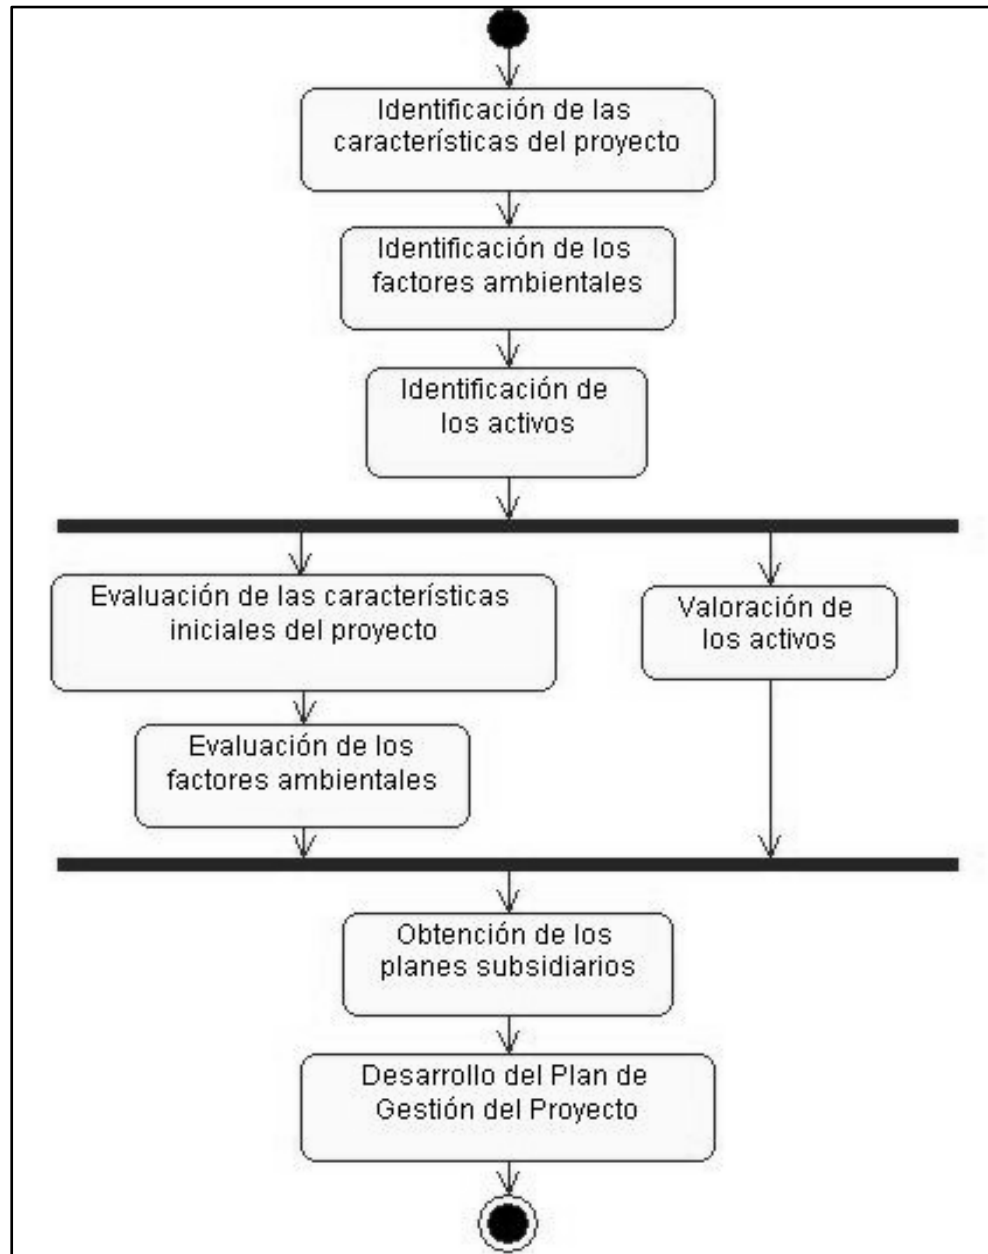 Identificación de las
características del proyecto
Identificación de los
factores ambientales
Identificación de
los activos
Evaluación de las características
iniciales del proyecto
Valoración de
los activos
Evaluación de los
factores ambientales
Obtención de los
planes subsidiarios
Desarrollo del Plan de
Gestión del Proyecto